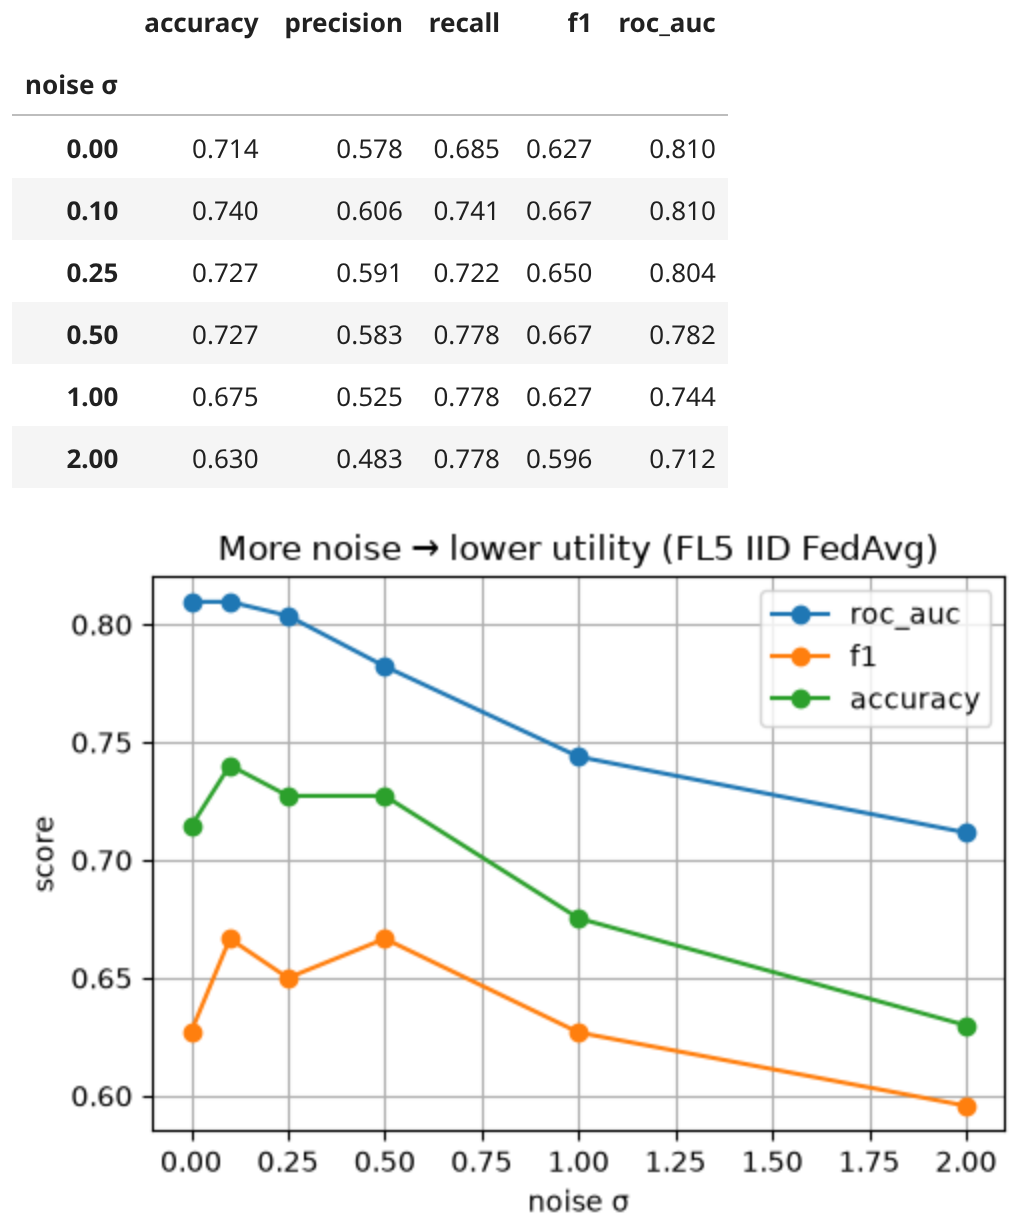 accuracy precision recall f1 roc_auc
noise σ
0.00 0.714 0.578 0.685 0.627 0.810
0.10 0.740 0.606 0.741 0.667 0.810
0.25 0.727 0.591 0.722 0.650 0.804
0.50 0.727 0.583 0.778 0.667 0.782
1.00 0.675 0.525 0.778 0.627 0.744
2.00 0.630 0.483 0.778 0.596 0.712
More noise → lower utility (FL5 IID FedAvg)
roc_auc
f1
accuracy
0.80
0.75
0.70
0.65
0.60
score
0.00 0.25 0.50 0.75 1.00 1.25 1.50 1.75 2.00
noise σ